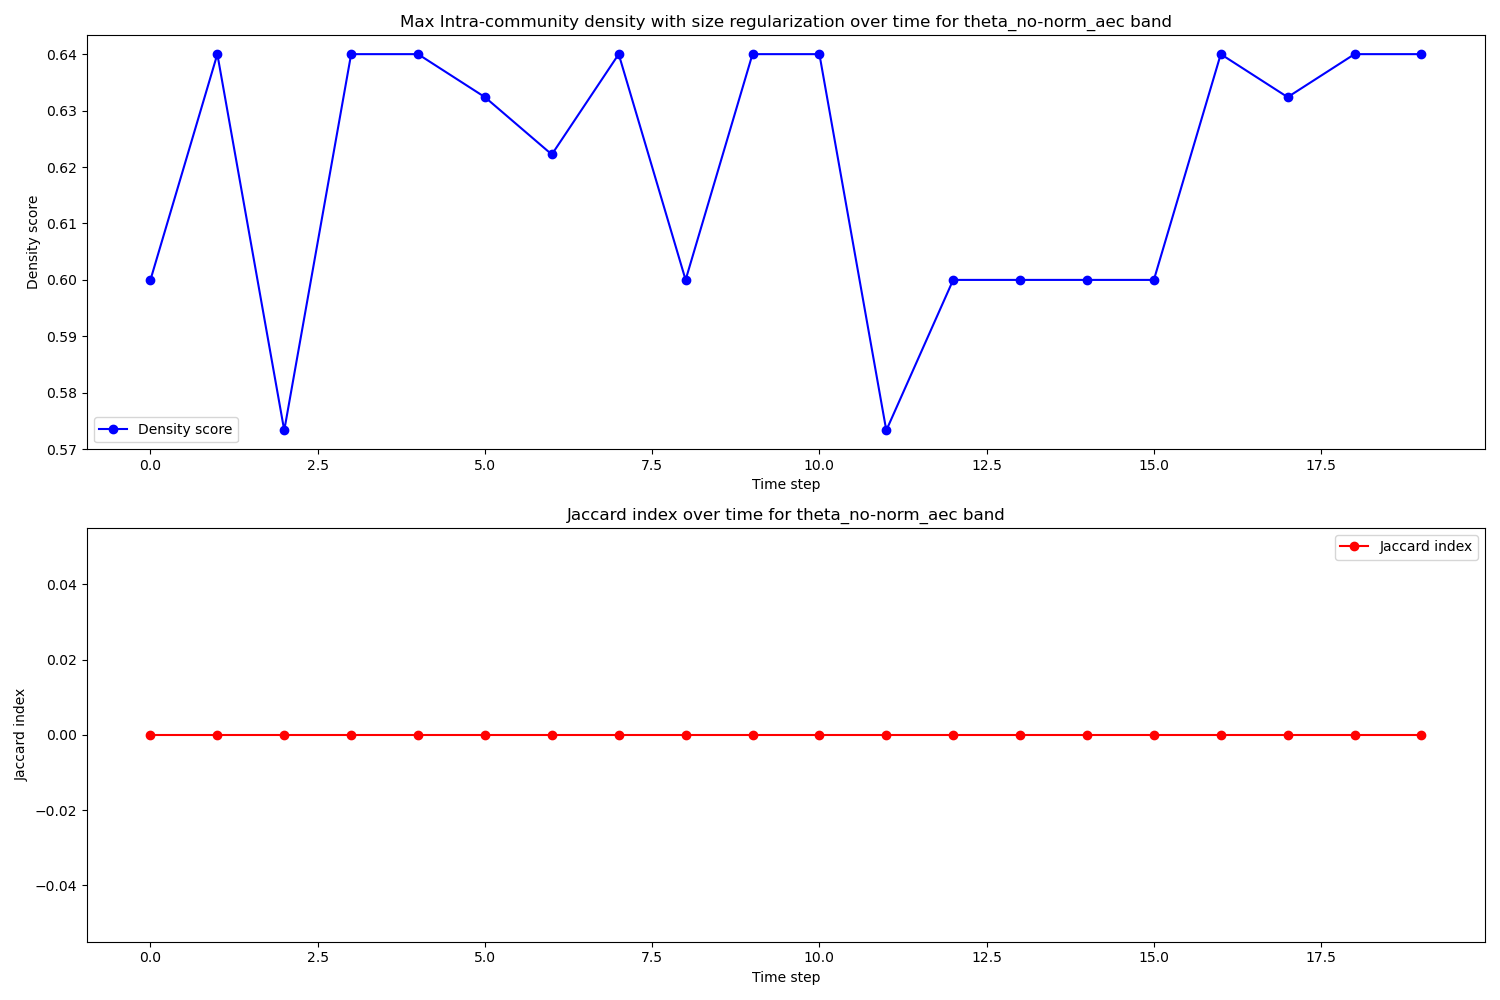 Max Intra-community density with size regularization over time for theta_no-norm_aec band
0.64
0.63
0.62
0.61
0.60
0.59
0.58
0.57
Density score
Density score
0.0 2.5 5.0 7.5 10.0 12.5 15.0 17.5
Time step
Jaccard index over time for theta_no-norm_aec band
Jaccard index
0.04
0.02
0.00
−0.02
−0.04
Jaccard index
0.0 2.5 5.0 7.5 10.0 12.5 15.0 17.5
Time step